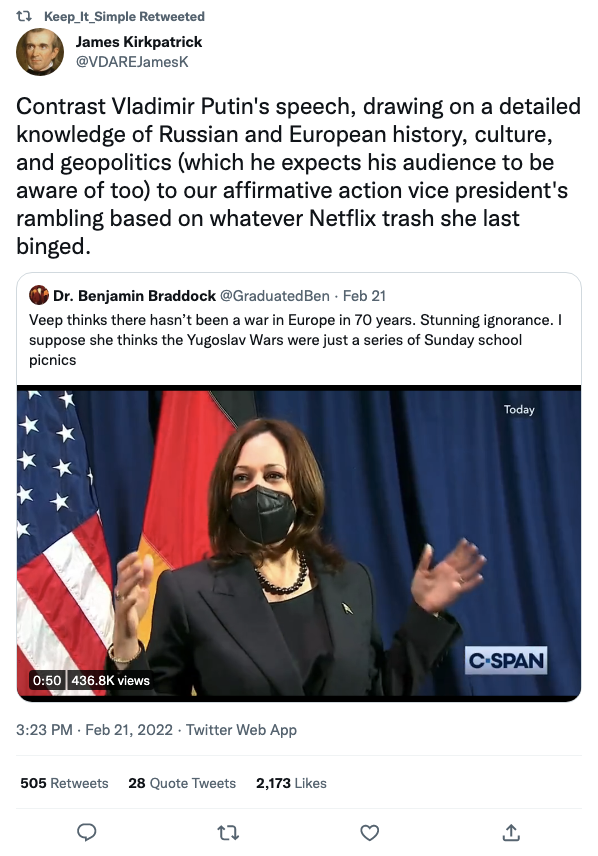 Keep_It_Simple Retweeted
James Kirkpatrick
@VDAREJamesK
Contrast Vladimir Putin's speech, drawing on a detailed
knowledge of Russian and European history, culture,
and geopolitics (which he expects his audience to be
aware of too) to our affirmative action vice president's
rambling based on whatever Netflix trash she last
binged.
Dr. Benjamin Braddock @GraduatedBen · Feb 21
Veep thinks there hasn’t been a war in Europe in 70 years. Stunning ignorance. I
suppose she thinks the Yugoslav Wars were just a series of Sunday school
picnics
Today
C-SPAN
0:50 436.8K views
3:23 PM · Feb 21, 2022 · Twitter Web App
505 Retweets 28 Quote Tweets 2,173 Likes